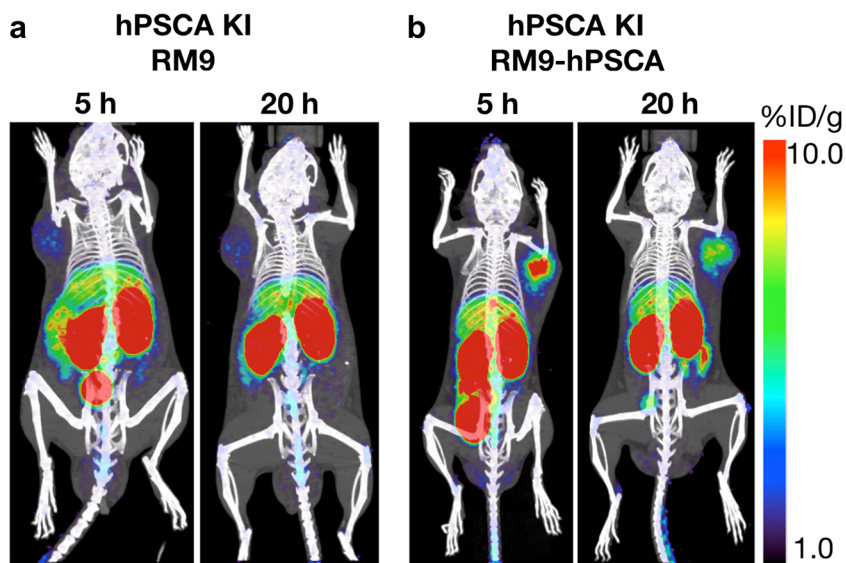 a
hPSCA KI
RM9
5 h
20 h
b
hPSCA KI
RM9-hPSCA
5 h
20 h
%ID/g
10.0
1.0